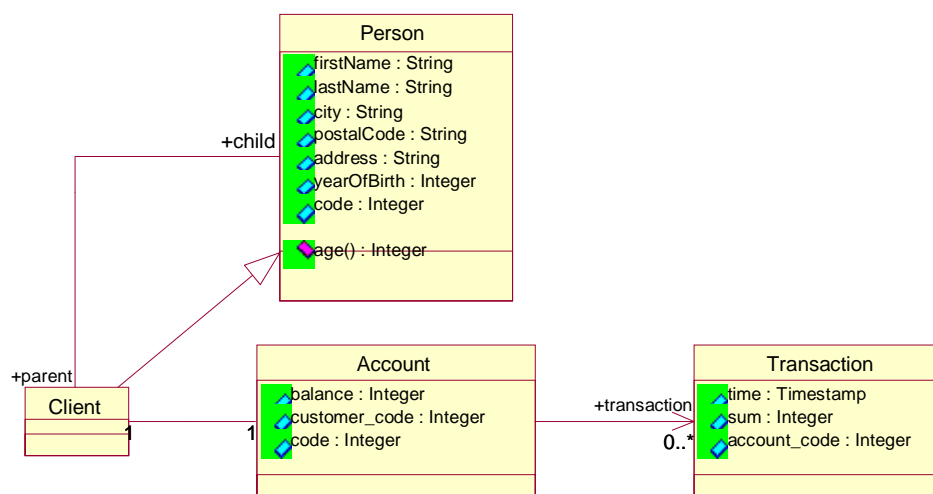 Person
firstName : String
lastName : String
city : String
postalCode : String
address : String
yearOfBirth : Integer
code : Integer
age() : Integer
+child
+parent
Client
1
1
Account
balance : Integer
customer_code : Integer
code : Integer
+transaction
0..*
Transaction
time : Timestamp
sum : Integer
account_code : Integer